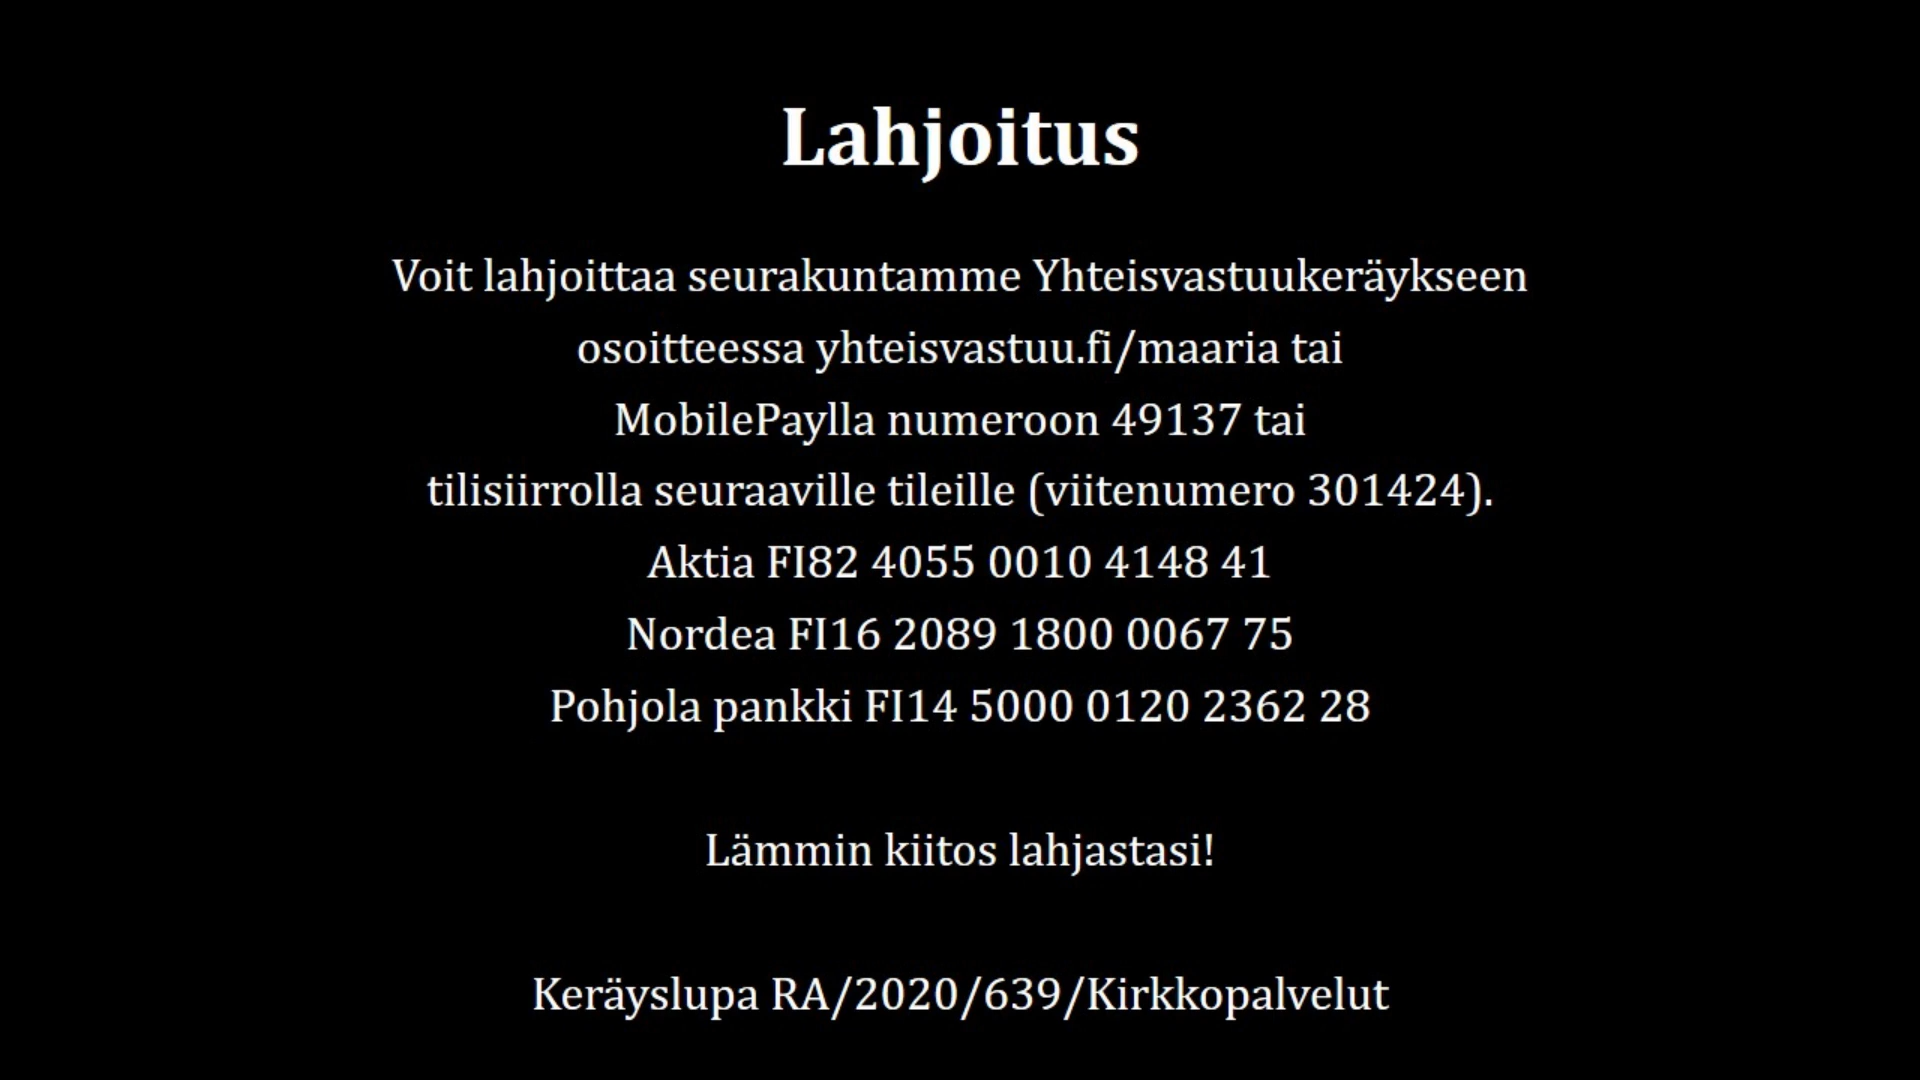 Lahjoitus
Voit lahjoittaa seurakuntamme Yhteisvastuukeräykseen
osoitteessa yhteisvastuu.fi/maaria tai
MobilePaylla numeroon 49137 tai
tilisiirrolla seuraaville tileille (viitenumero 301424).
Aktia FI82 4055 0010 4148 41
Nordea FI16 2089 1800 0067 75
Pohjola pankki FI14 5000 0120 2362 28
Lämmin kiitos lahjastasi!
Keräyslupa RA/2020/639/Kirkkopalvelut